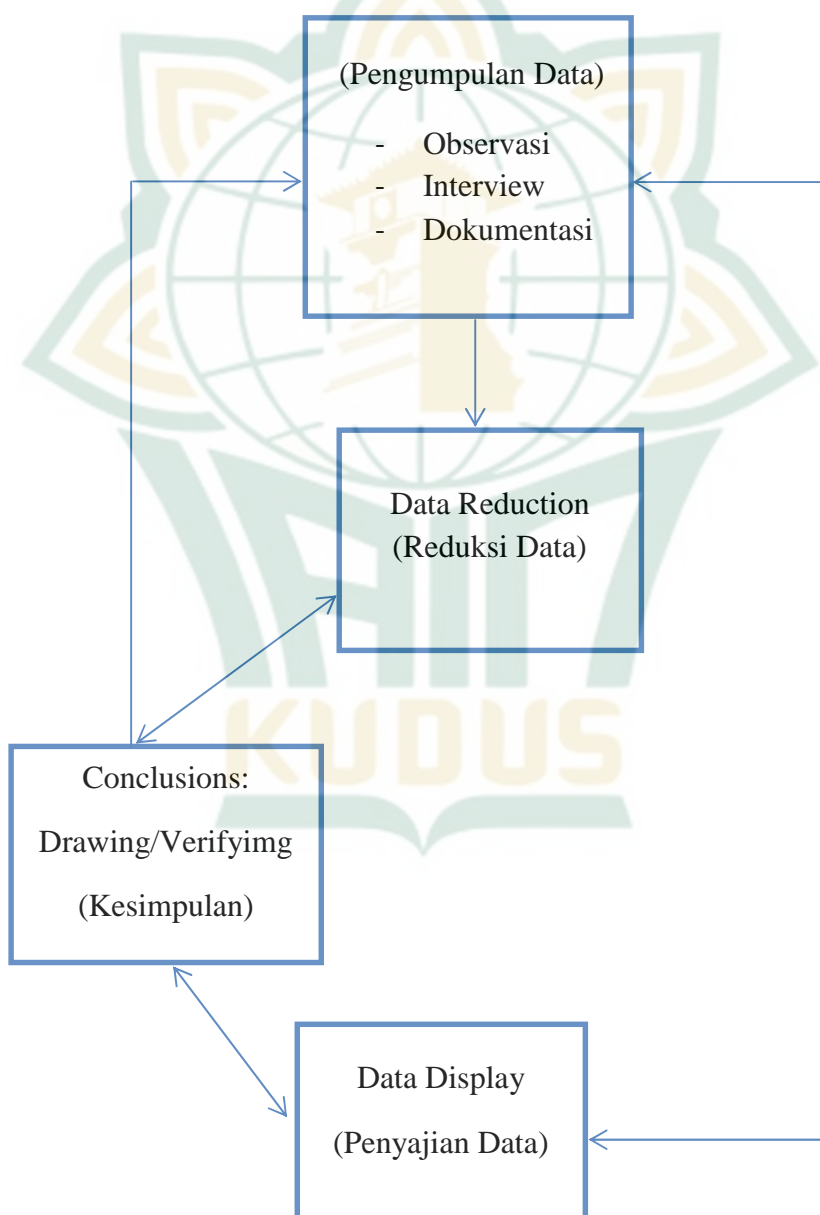 (Pengumpulan Data)
- Observasi
- Interview
- Dokumentasi
Data Reduction
(Reduksi Data)
KUDUS
Conclusions:
Drawing/Verifyimg
(Kesimpulan)
Data Display
(Penyajian Data)